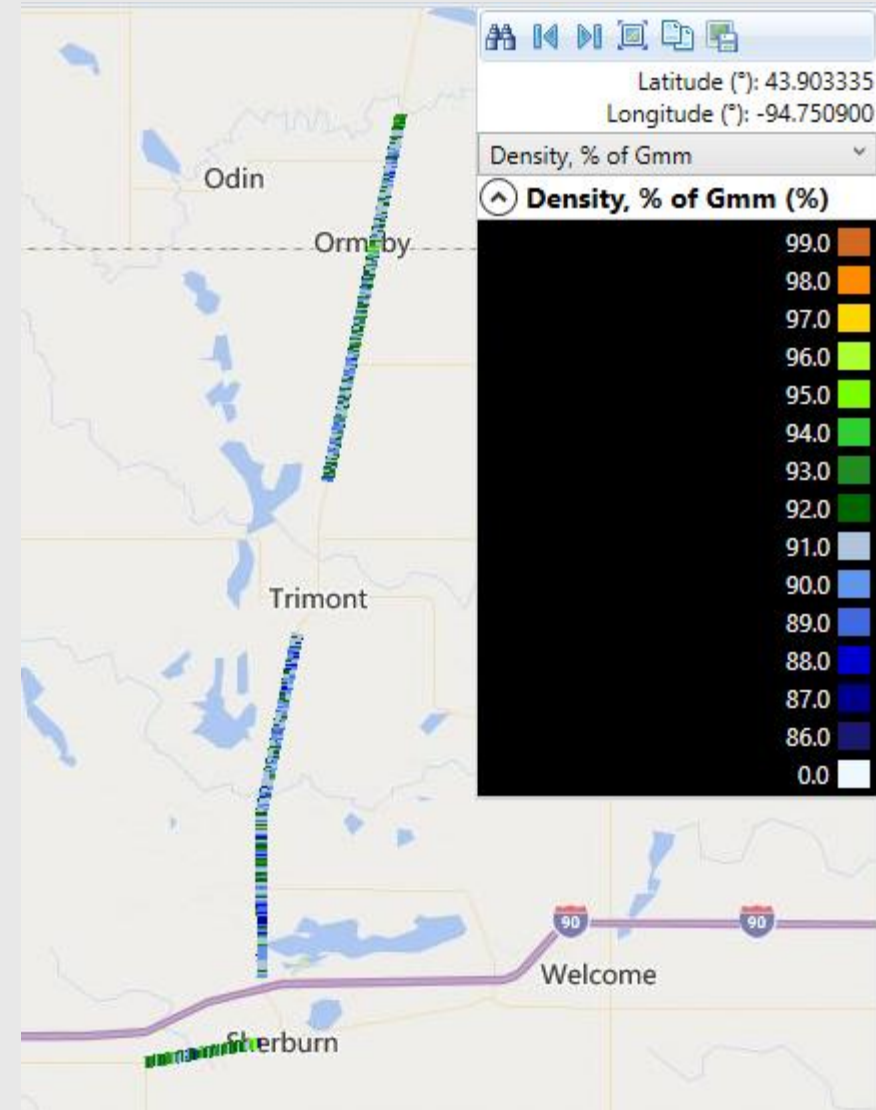 Latitude (°): 43.903335
Longitude (°): -94.750900
Density, % of Gmm
Density, % of Gmm (%)
99.0
98.0
97.0
96.0
95.0
94.0
93.0
92.0
91.0
90.0
89.0
88.0
87.0
86.0
0.0
Odin
Ormsby
Trimont
90
90
Welcome
Sherburn